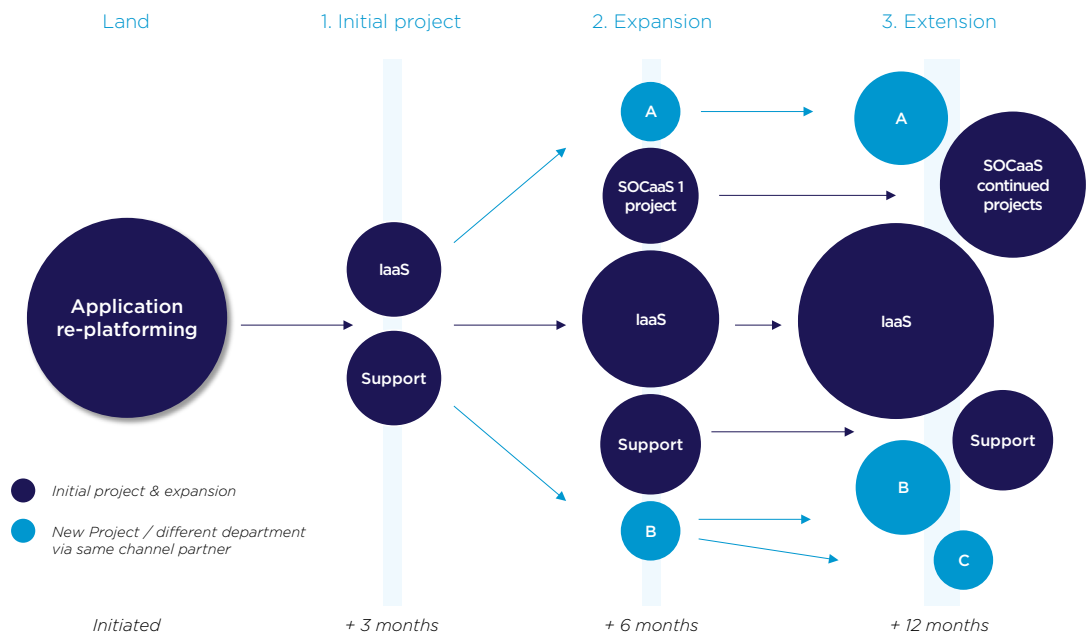 Land
1. Initial project
2. Expansion
3. Extension
Application
re-platforming
IaaS
Support
A
SOCaaS 1
project
IaaS
Support
B
A
SOCaaS
continued
projects
IaaS
Support
B
C
Initial project & expansion
New Project / different department
via same channel partner
Initiated
+ 3 months
+ 6 months
+ 12 months